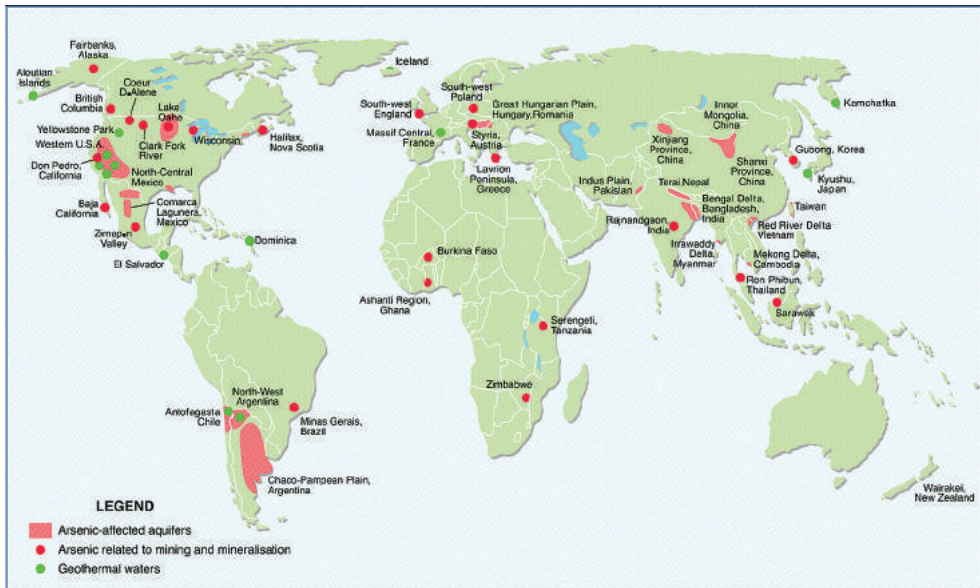 Fairbanks,
Alaska
Aloutian
Islands
Coeur
D.Alene
British
Columbia
Lake
Oahe
Yellowstone Park
Clark Fork
River
Wisconsin
Halifax,
Nova Scotia
Western U.S.A.
Don Pedro,
California
North-Central
Mexico
Baja
California
Comarca
Lagunera,
Mexico
Zimapan
Valley
El Salvador
Dominica
Iceland
South-west
England
South-west
Poland
Great Hungarian Plain,
Hungary,Romania
Massif Central,
France
Styria,
Austria
Lavrion
Peninsula,
Greece
Inner
Mongolia,
China
Kamchatka
Xinjiang
Province,
China
Gubong, Korea
Shanxi
Province,
China
Kyushu,
Japan
Indus Plain,
Pakislan
Terai,Nepal
Bengal Delta,
Bangladesh,
India
Taiwan
Rajnandgaon,
India
Red River Delta
Vietnam
Irrawaddy
Delta,
Myanmar
Mekong Delta,
Cambodia
Ron Phibun,
Thailand
Sarawak
Burkina Faso
Ashanti Region,
Ghana
Serengeti,
Tanzania
Zimbabwe
North-West
Argentina
Antofagasta
Chile
Minas Gerais,
Brazil
Chaco-Pampean Plain,
Argentina
Wairakei,
New Zealand
LEGEND
Arsenic-affected aquifers
Arsenic related to mining and mineralisation
Geothermal waters